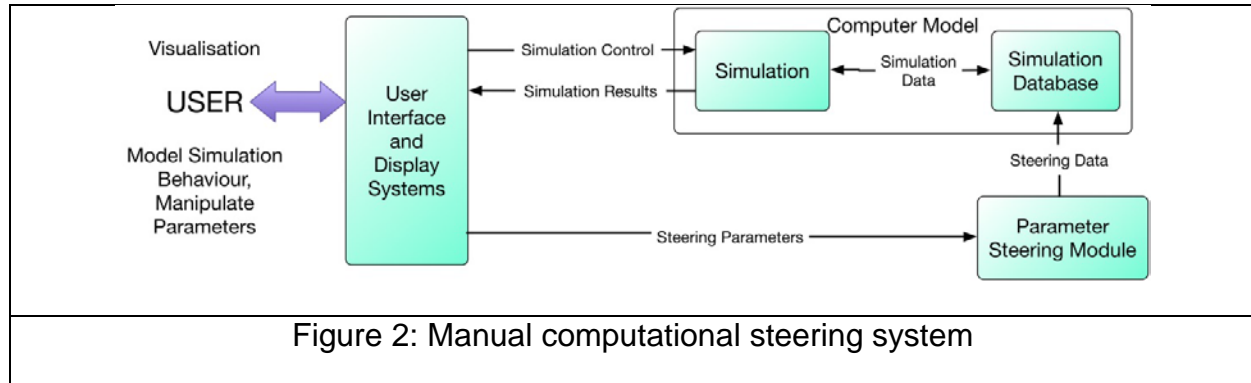 Visualisation
USER
Model Simulation
Behaviour,
Manipulate
Parameters
User
Interface
and
Display
Systems
Simulation Control
Simulation Results
Computer Model
Simulation
Simulation
Data
Simulation
Database
Steering Data
Steering Parameters
Parameter
Steering Module
Figure 2: Manual computational steering system